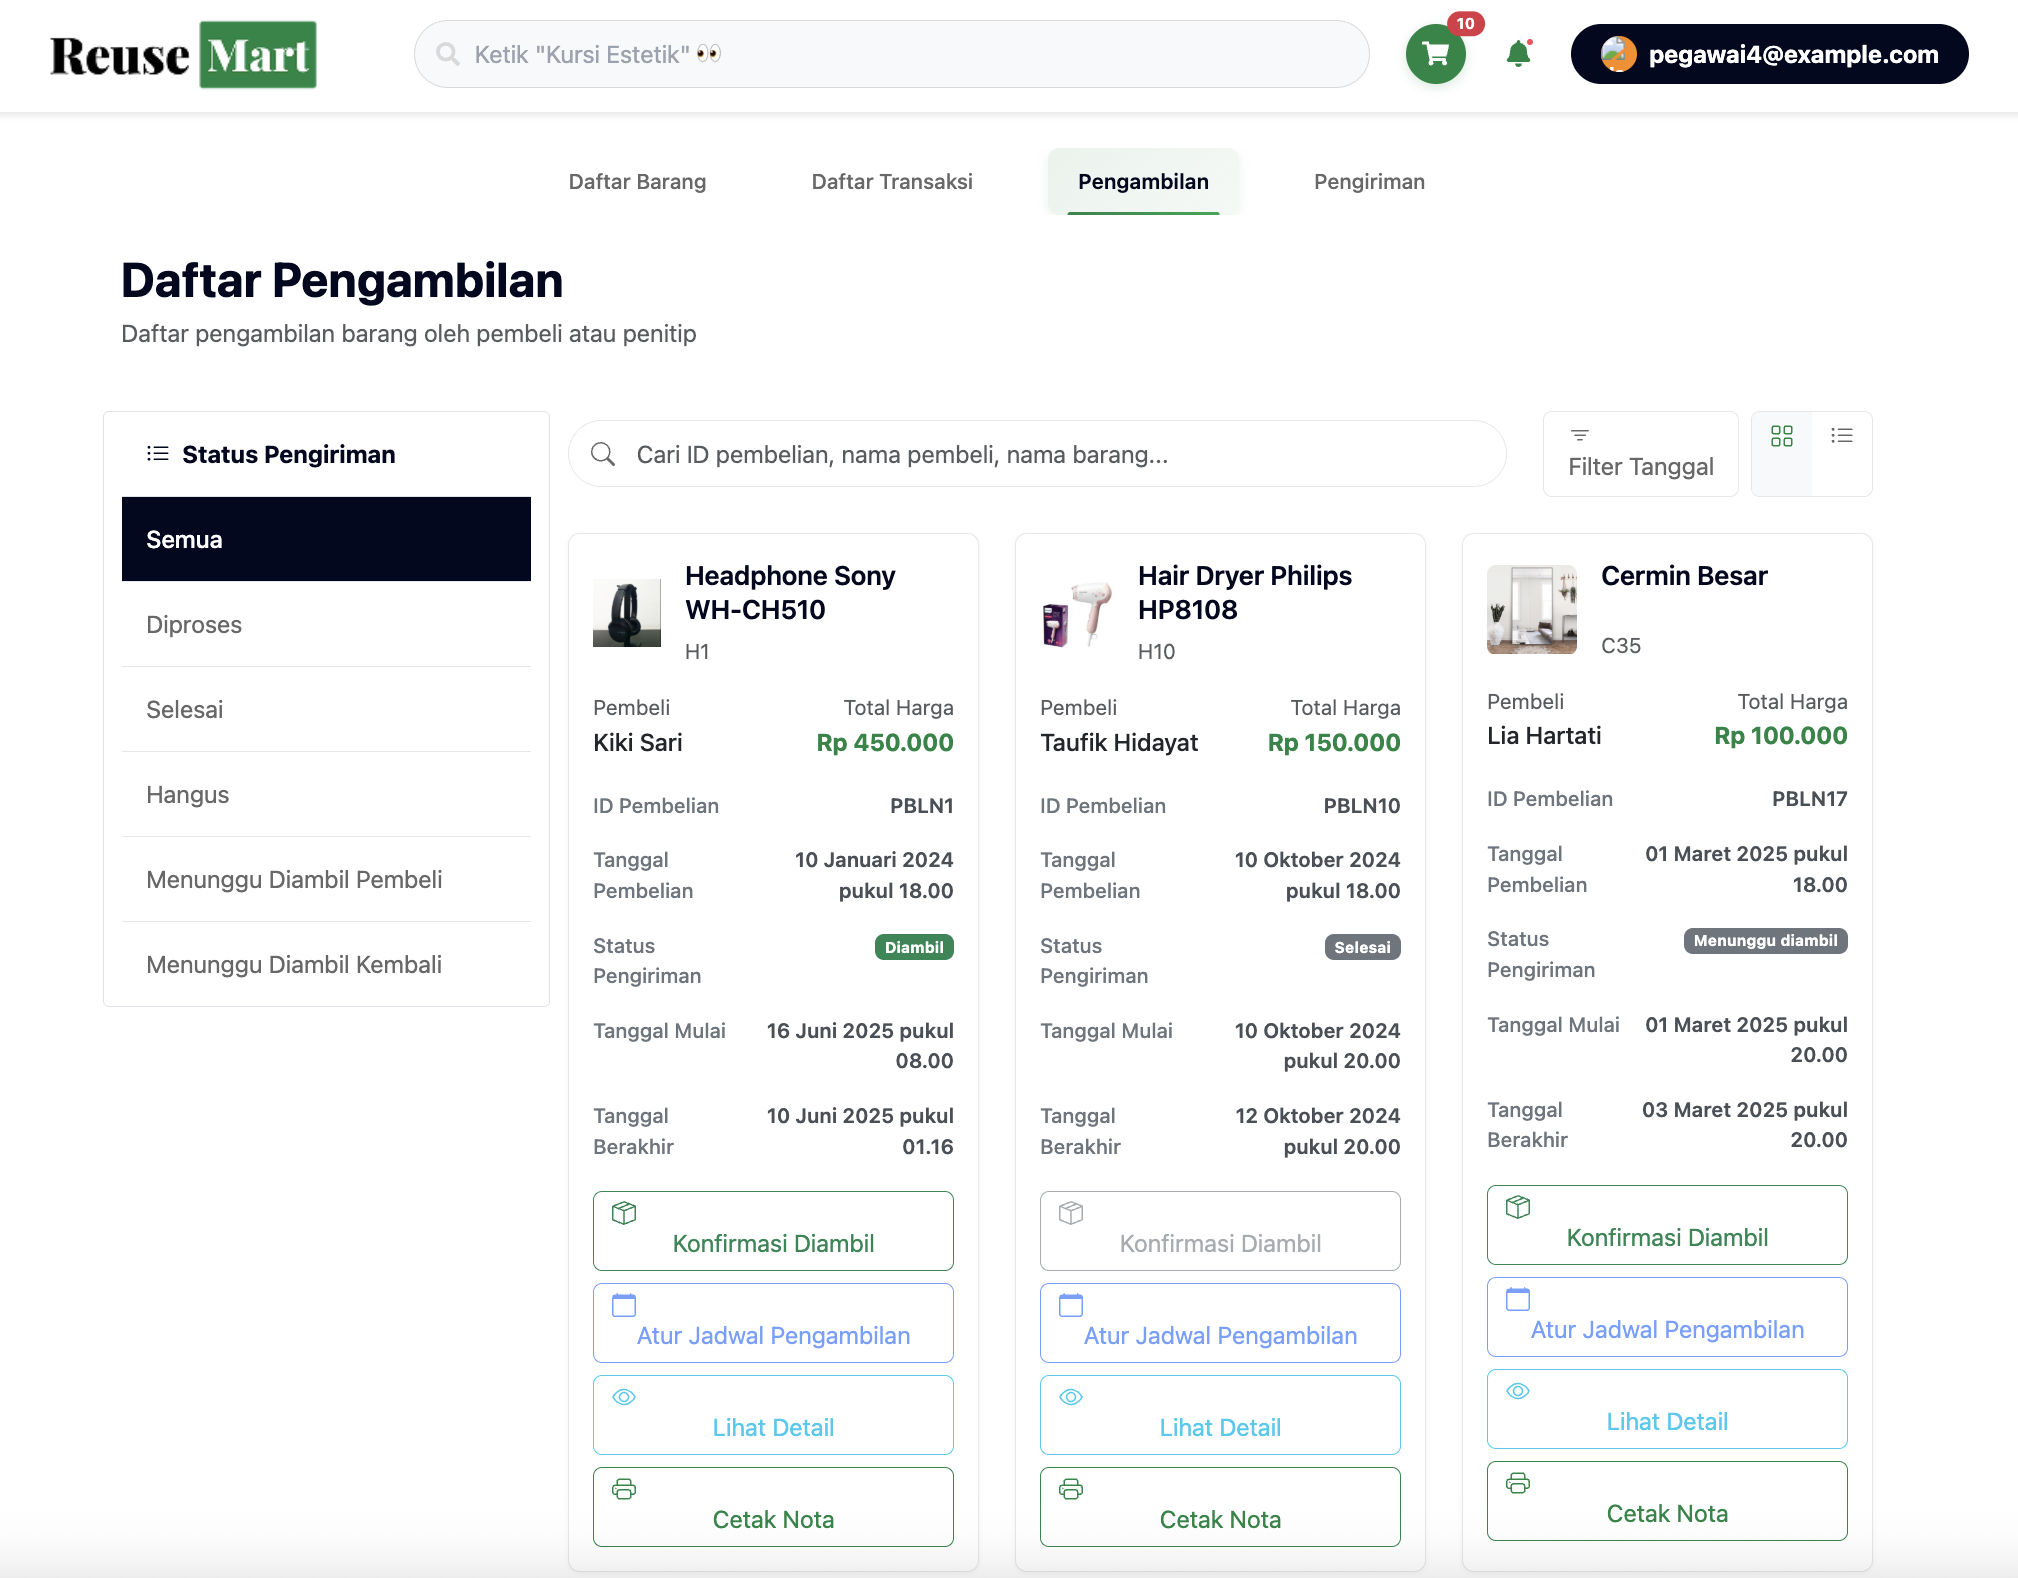 Reuse Mart
Ketik "Kursi Estetik" 👀
10
pegawai4@example.com
Daftar Barang
Daftar Transaksi
Pengambilan
Pengiriman
Daftar Pengambilan
Daftar pengambilan barang oleh pembeli atau penitip
Status Pengiriman
Semua
Diproses
Selesai
Hangus
Menunggu Diambil Pembeli
Menunggu Diambil Kembali
Cari ID pembelian, nama pembeli, nama barang...
Filter Tanggal
Headphone Sony
WH-CH510
H1
Pembeli
Total Harga
Kiki Sari
Rp 450.000
ID Pembelian
PBLN1
Tanggal
Pembelian
10 Januari 2024
pukul 18.00
Status
Pengiriman
Diambil
Tanggal Mulai
16 Juni 2025 pukul
08.00
Tanggal
Berakhir
10 Juni 2025 pukul
01.16
Konfirmasi Diambil
Atur Jadwal Pengambilan
Lihat Detail
Cetak Nota
Hair Dryer Philips
HP8108
H10
Pembeli
Total Harga
Taufik Hidayat
Rp 150.000
ID Pembelian
PBLN10
Tanggal
Pembelian
10 Oktober 2024
pukul 18.00
Status
Pengiriman
Selesai
Tanggal Mulai
10 Oktober 2024
pukul 20.00
Tanggal
Berakhir
12 Oktober 2024
pukul 20.00
Konfirmasi Diambil
Atur Jadwal Pengambilan
Lihat Detail
Cetak Nota
Cermin Besar
C35
Pembeli
Total Harga
Lia Hartati
Rp 100.000
ID Pembelian
PBLN17
Tanggal
Pembelian
01 Maret 2025 pukul
18.00
Status
Pengiriman
Menunggu diambil
Tanggal Mulai
01 Maret 2025 pukul
20.00
Tanggal
Berakhir
03 Maret 2025 pukul
20.00
Konfirmasi Diambil
Atur Jadwal Pengambilan
Lihat Detail
Cetak Nota